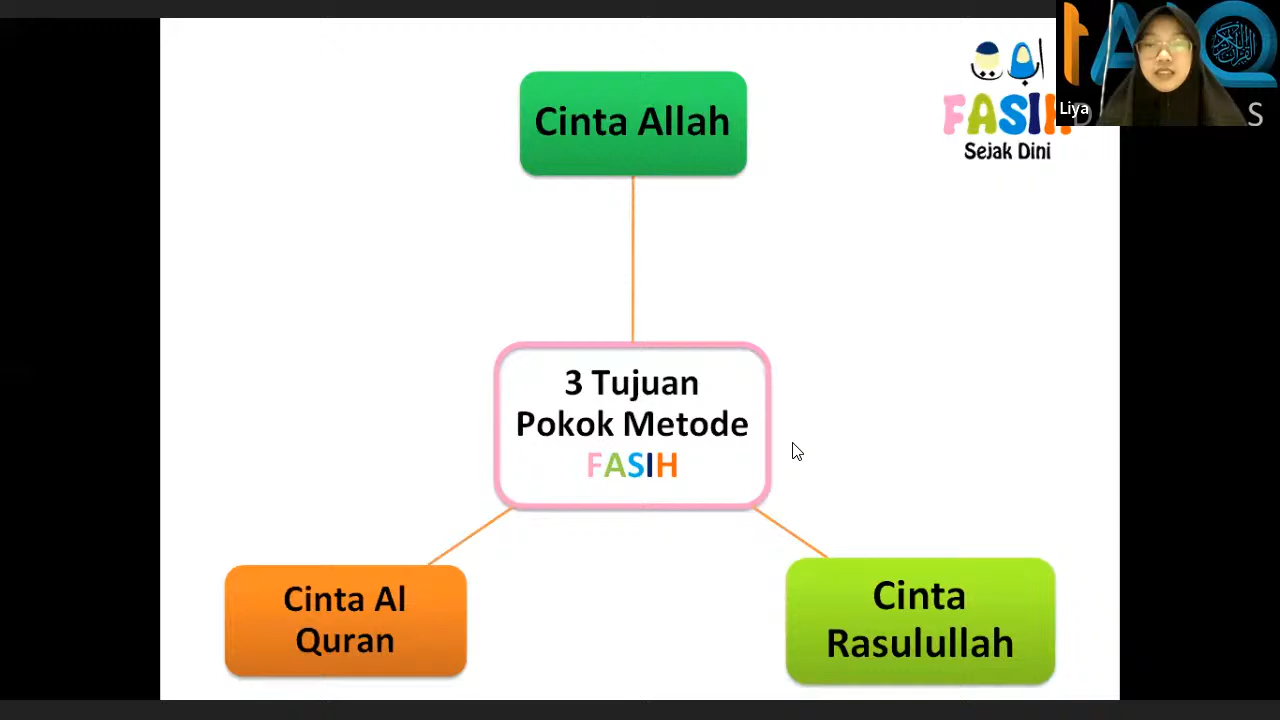 Cinta Allah
FASIH
Sejak Dini
Liya
3 Tujuan
Pokok Metode
FASIH
Cinta Al
Quran
Cinta
Rasulullah